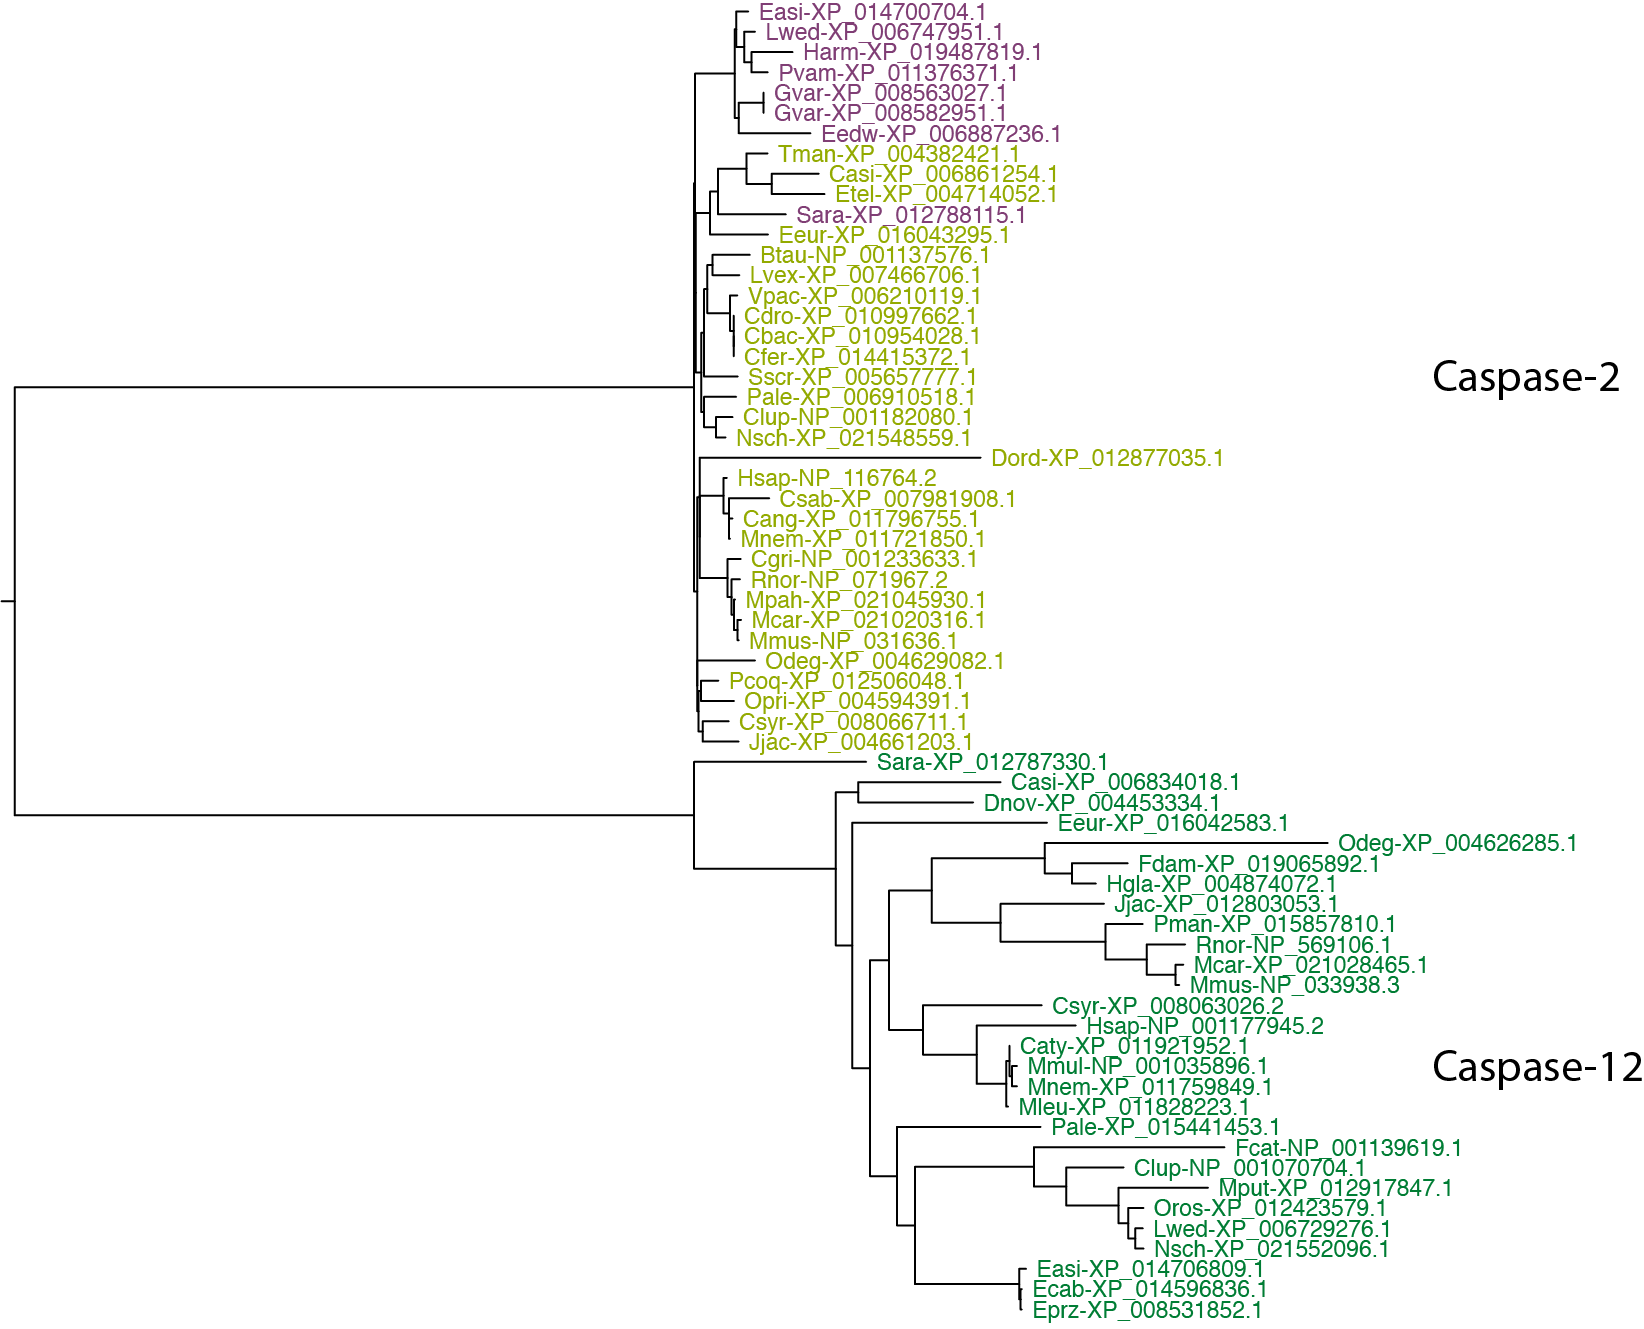 Easi-XP_014700704.1
Lwed-XP_006747951.1
Harm-XP_019487819.1
Pvam-XP_011376371.1
Gvar-XP_008563027.1
Gvar-XP_008582951.1
Eedw-XP_006887236.1
Tman-XP_004382421.1
Casi-XP_006861254.1
Etel-XP_004714052.1
Sara-XP_012788115.1
Eeur-XP_016043295.1
Btau-NP_001137576.1
Lvex-XP_007466706.1
Vpac-XP_006210119.1
Cdro-XP_010997662.1
Cbac-XP_010954028.1
Cfer-XP_014415372.1
Sscr-XP_005657777.1
Caspase-2
Pale-XP_006910518.1
Clup-NP_001182080.1
Nsch-XP_021548559.1
Dord-XP_012877035.1
Hsap-NP_116764.2
Csab-XP_007981908.1
Cang-XP_011796755.1
Mnem-XP_011721850.1
Cgri-NP_001233633.1
Rnor-NP_071967.2
Mpah-XP_021045930.1
Mcar-XP_021020316.1
Mmus-NP_031636.1
Odeg-XP_004629082.1
Pcoq-XP_012506048.1
Opri-XP_004594391.1
Csyr-XP_008066711.1
Jjac-XP_004661203.1
Sara-XP_012787330.1
Casi-XP_006834018.1
Dnov-XP_004453334.1
Eeur-XP_016042583.1
Odeg-XP_004626285.1
Fdam-XP_019065892.1
Hgla-XP_004874072.1
Jjac-XP_012803053.1
Pman-XP_015857810.1
Rnor-NP_569106.1
Mcar-XP_021028465.1
Mmus-NP_033938.3
Csyr-XP_008063026.2
Hsap-NP_001177945.2
Caty-XP_011921952.1
Mmul-NP_001035896.1
Caspase-12
Mnem-XP_011759849.1
Mleu-XP_011828223.1
Pale-XP_015441453.1
Fcat-NP_001139619.1
Clup-NP_001070704.1
Mput-XP_012917847.1
Oros-XP_012423579.1
Lwed-XP_006729276.1
Nsch-XP_021552096.1
Easi-XP_014706809.1
Ecab-XP_014596836.1
Eprz-XP_008531852.1